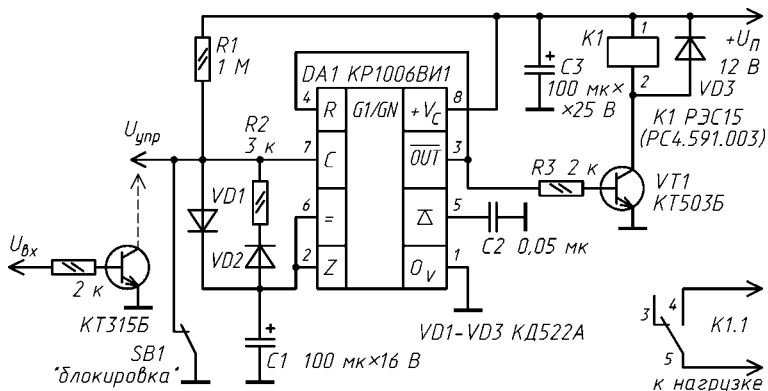 R1
1 М
DA1 КР1006ВИ1
4
R
G1/GN
+Vc
8
C3
100 мк×
×25 В
K1
1
2
+Uп
12 В
VD3
K1 РЭС15
(РС4.591.003)
Uупр
R2
3 к
7
C
OUT
3
R3 2 к
VT1
КТ503Б
VD1
VD2
6
=
5
C2 0,05 мк
2
Z
0v
1
Uвх
2 к
КТ315Б
SB1
"блокировка"
C1 100 мк×16 В
VD1-VD3 КД522А
3
4
5
K1.1
к нагрузке